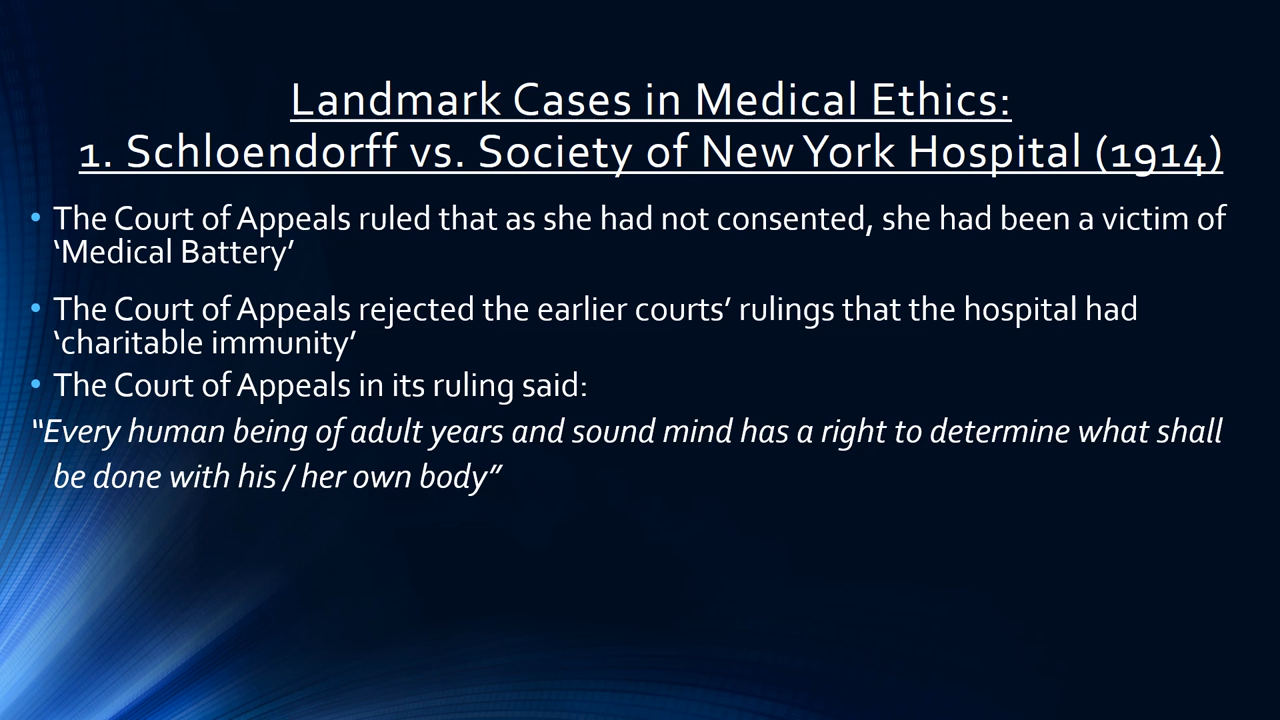 Landmark Cases in Medical Ethics:
1. Schloendorff vs. Society of New York Hospital (1914)
• The Court of Appeals ruled that as she had not consented, she had been a victim of
‘Medical Battery’
• The Court of Appeals rejected the earlier courts’ rulings that the hospital had
‘charitable immunity’
• The Court of Appeals in its ruling said:
“Every human being of adult years and sound mind has a right to determine what shall
be done with his / her own body”